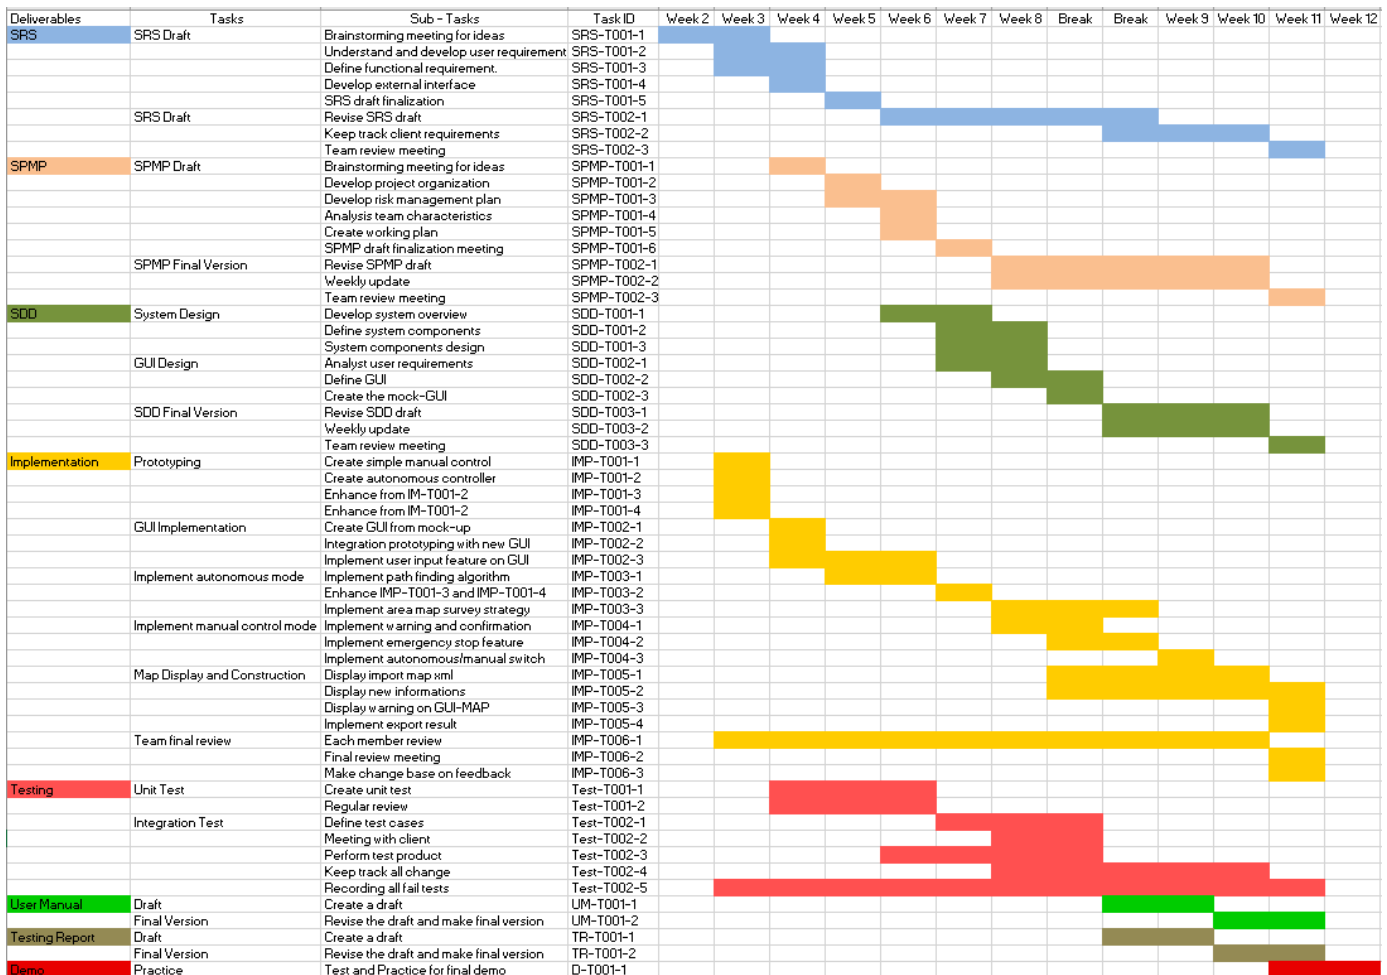 Deliverables Tasks Sub - Tasks Task ID Week 2 Week 3 Week 4 Week 5 Week 6 Week 7 Week 8 Break Break Week 9 Week 10 Week 11 Week 12
SRS SRS Draft Brainstorming meeting for ideas SRS-T001-1
Understand and develop user requirement SRS-T001-2
Define functional requirement. SRS-T001-3
Develop external interface SRS-T001-4
SRS draft finalization SRS-T001-5
SRS Draft Revise SRS draft SRS-T002-1
Keep track client requirements SRS-T002-2
Team review meeting SRS-T002-3
SPMP SPMP Draft Brainstorming meeting for ideas SPMP-T001-1
Develop project organization SPMP-T001-2
Develop risk management plan SPMP-T001-3
Analysis team characteristics SPMP-T001-4
Create working plan SPMP-T001-5
SPMP draft finalization meeting SPMP-T001-6
SPMP Final Version Revise SPMP draft SPMP-T002-1
Weekly update SPMP-T002-2
Team review meeting SPMP-T002-3
SDD System Design Develop system overview SDD-T001-1
Define system components SDD-T001-2
System components design SDD-T001-3
GUI Design Analyst user requirements SDD-T002-1
Define GUI SDD-T002-2
Create the mock-GUI SDD-T002-3
SDD Final Version Revise SDD draft SDD-T003-1
Weekly update SDD-T003-2
Team review meeting SDD-T003-3
Implementation Prototyping Create simple manual control IMP-T001-1
Create autonomous controller IMP-T001-2
Enhance from IM-T001-2 IMP-T001-3
Enhance from IM-T001-2 IMP-T001-4
GUI Implementation Create GUI from mock-up IMP-T002-1
Integration prototyping with new GUI IMP-T002-2
Implement user input feature on GUI IMP-T002-3
Implement autonomous mode Implement path finding algorithm IMP-T003-1
Enhance IMP-T001-3 and IMP-T001-4 IMP-T003-2
Implement area map survey strategy IMP-T003-3
Implement manual control mode Implement warning and confirmation IMP-T004-1
Implement emergency stop feature IMP-T004-2
Implement autonomous/manual switch IMP-T004-3
Map Display and Construction Display import map xml IMP-T005-1
Display new informations IMP-T005-2
Display warning on GUI-MAP IMP-T005-3
Implement export result IMP-T005-4
Team final review Each member review IMP-T006-1
Final review meeting IMP-T006-2
Make change base on feedback IMP-T006-3
Testing Unit Test Create unit test Test-T001-1
Regular review Test-T001-2
Integration Test Define test cases Test-T002-1
Meeting with client Test-T002-2
Perform test product Test-T002-3
Keep track all change Test-T002-4
Recording all fail tests Test-T002-5
User Manual Draft Create a draft UM-T001-1
Final Version Revise the draft and make final version UM-T001-2
Testing Report Draft Create a draft TR-T001-1
Final Version Revise the draft and make final version TR-T001-2
Demo Practice Test and Practice for final demo D-T001-1